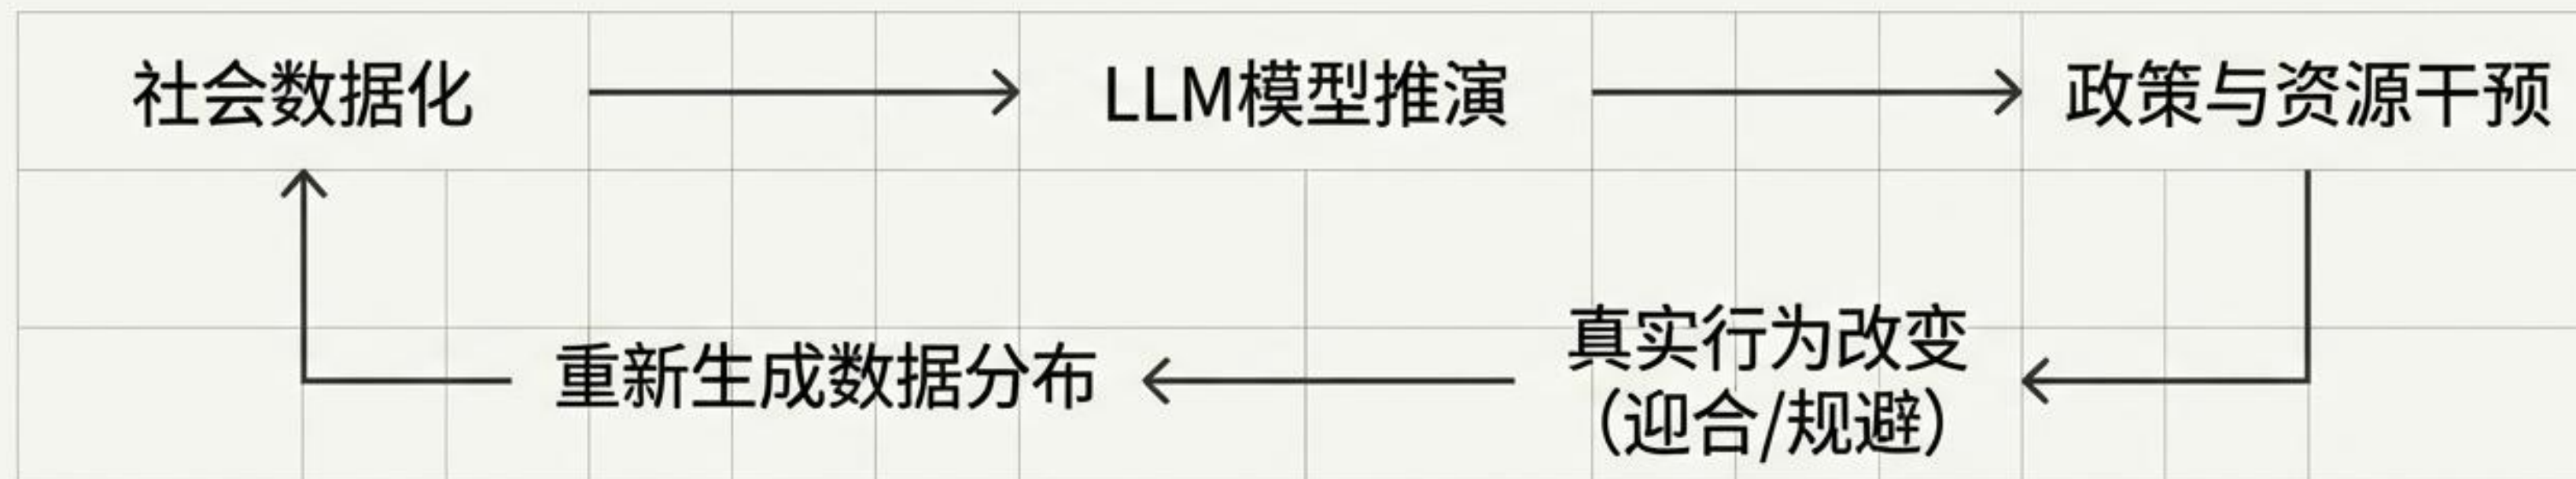 社会数据化
LLM模型推演
政策与资源干预
真实行为改变
（迎合/规避）
重新生成数据分布